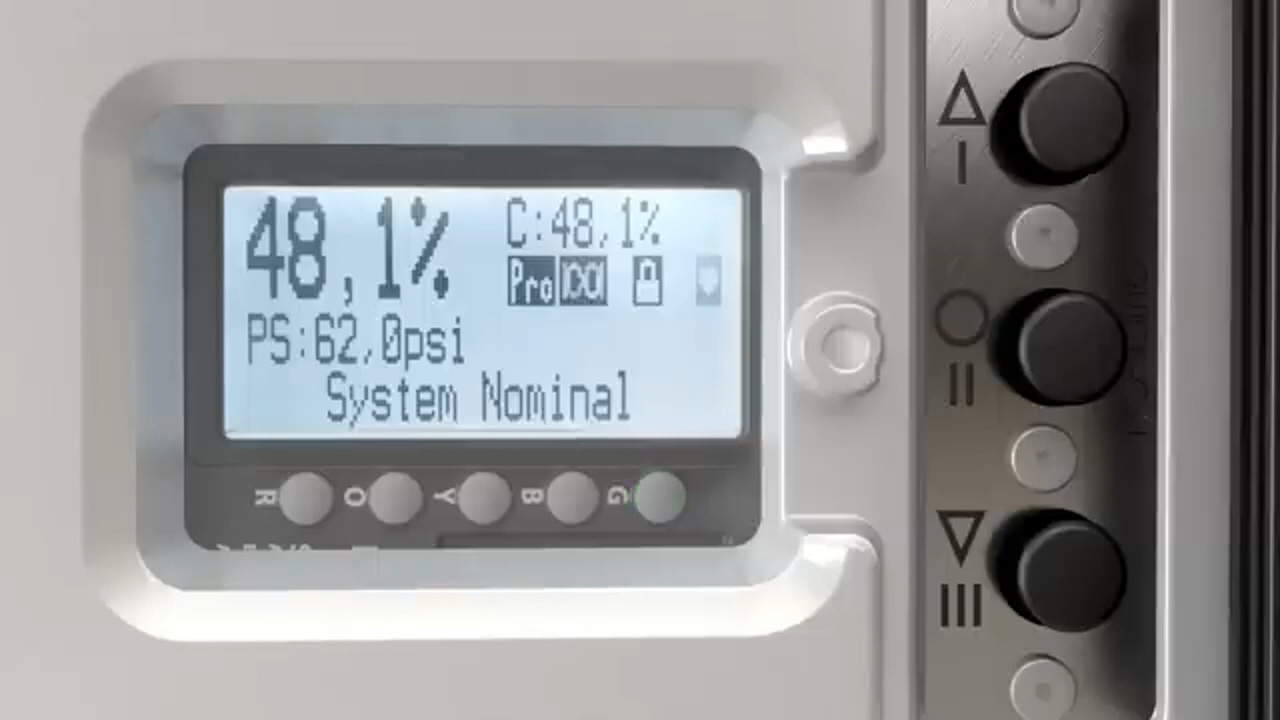 48,1%
C:48,1%
Pro
PS:62,0psi
System Nominal
R O Y B G
I
II
III